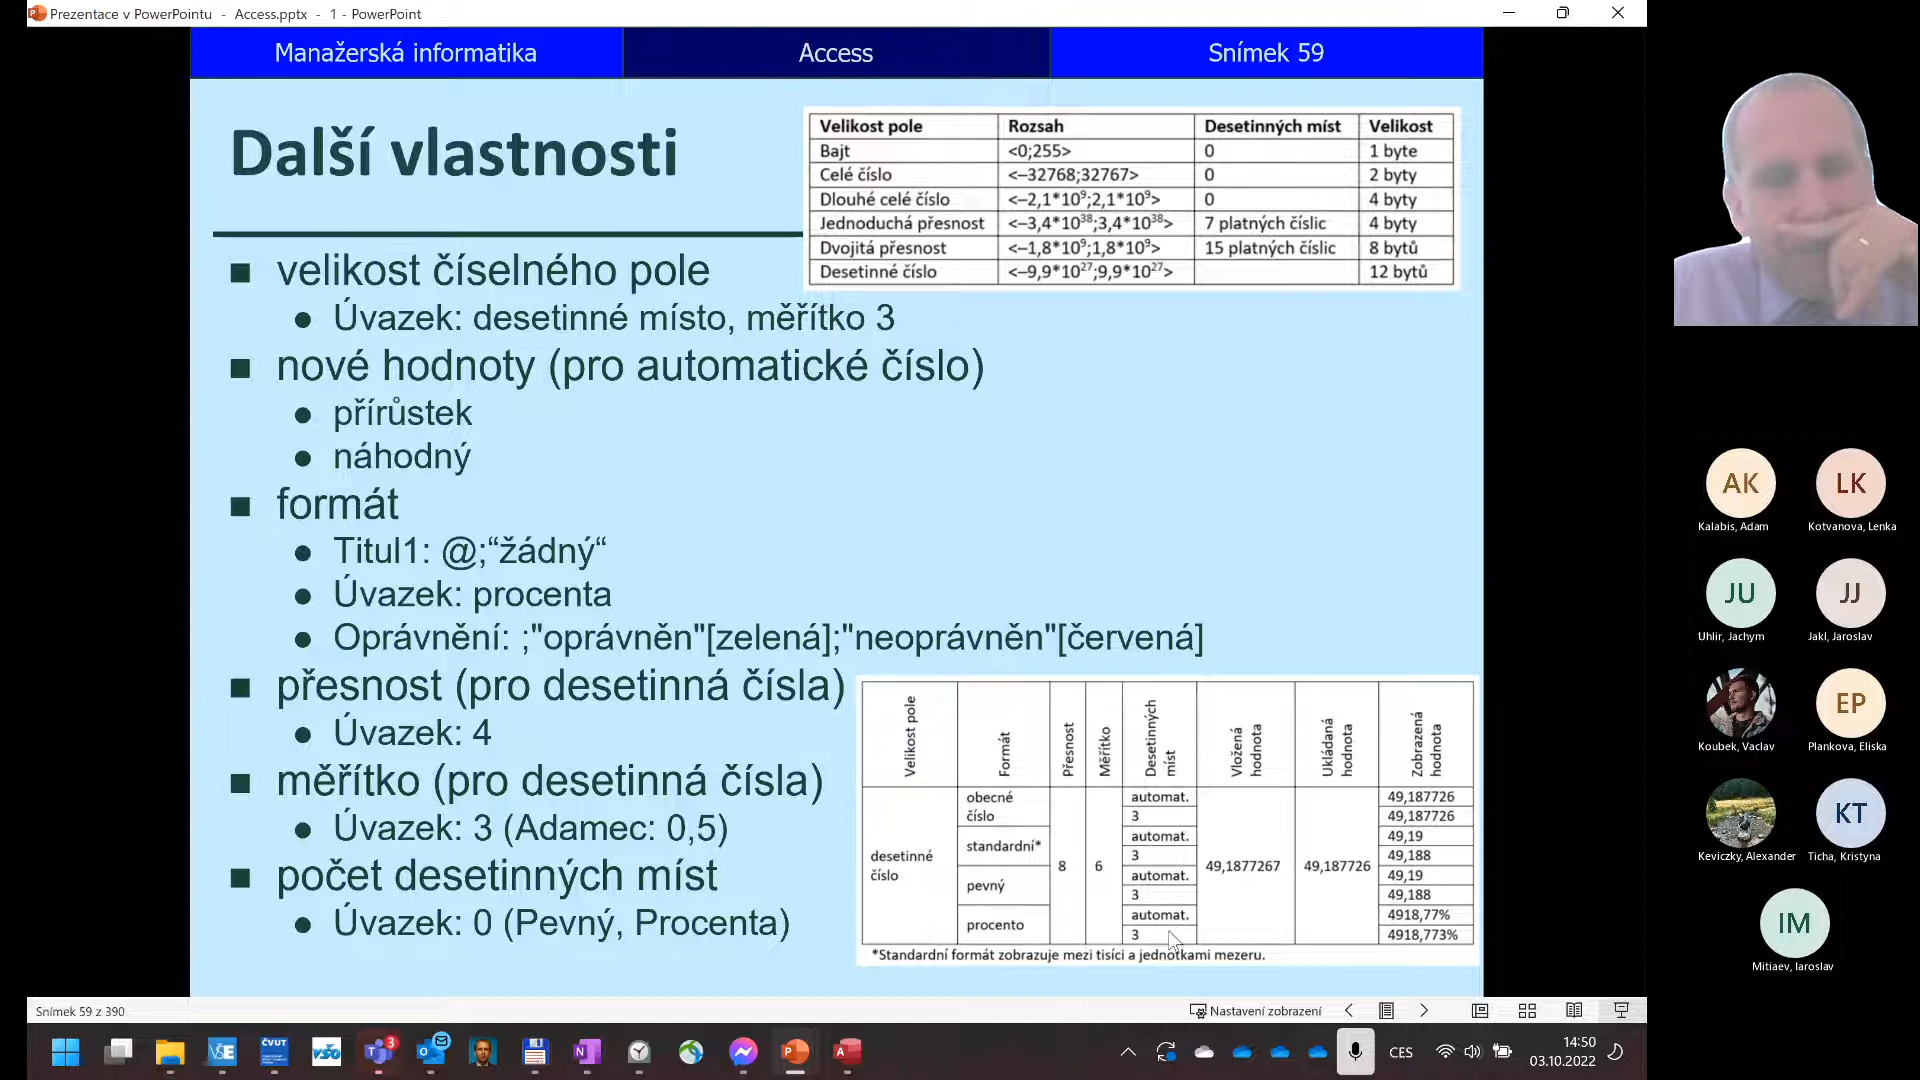 Prezentace v PowerPointu - Access.pptx - 1 - PowerPoint
Manažerská informatika Access Snímek 59
Další vlastnosti
Velikost pole Rozsah Desetinných míst Velikost
Bajt <0;255> 0 1 byte
Celé číslo <–32768;32767> 0 2 byty
Dlouhé celé číslo <–2,1*10⁹;2,1*10⁹> 0 4 byty
Jednoduchá přesnost <–3,4*10³⁸;3,4*10³⁸> 7 platných číslic 4 byty
Dvojitá přesnost <–1,8*10⁹;1,8*10⁹> 15 platných číslic 8 bytů
Desetinné číslo <–9,9*10²⁷;9,9*10²⁷> 12 bytů
■ velikost číselného pole
● Úvazek: desetinné místo, měřítko 3
■ nové hodnoty (pro automatické číslo)
● přírůstek
● náhodný
■ formát
● Titul1: @;“žádný“
● Úvazek: procenta
● Oprávnění: ;"oprávněn"[zelená];"neoprávněn"[červená]
■ přesnost (pro desetinná čísla)
● Úvazek: 4
■ měřítko (pro desetinná čísla)
● Úvazek: 3 (Adamec: 0,5)
■ počet desetinných míst
● Úvazek: 0 (Pevný, Procenta)
Velikost pole Formát Přesnost Měřítko Desetinných míst Vložená hodnota Ukládaná hodnota Zobrazená hodnota
desetinné číslo 8 6 49,1877267 49,187726
obecné číslo automat. 49,187726
3 49,187726
standardní* automat. 49,19
3 49,188
pevný automat. 49,19
3 49,188
procento automat. 4918,77%
3 4918,773%
*Standardní formát zobrazuje mezi tisíci a jednotkami mezeru.
AK LK
Kalabis, Adam Kotvanova, Lenka
JU JJ
Uhlir, Jachym Jakl, Jaroslav
EP
Koubek, Vaclav Plankova, Eliska
KT
Keviczky, Alexander Ticha, Kristyna
IM
Mitiaev, Iaroslav
Snímek 59 z 390 Nastavení zobrazení
VŠE ČVUT VŠO 3 CES 14:50
03.10.2022